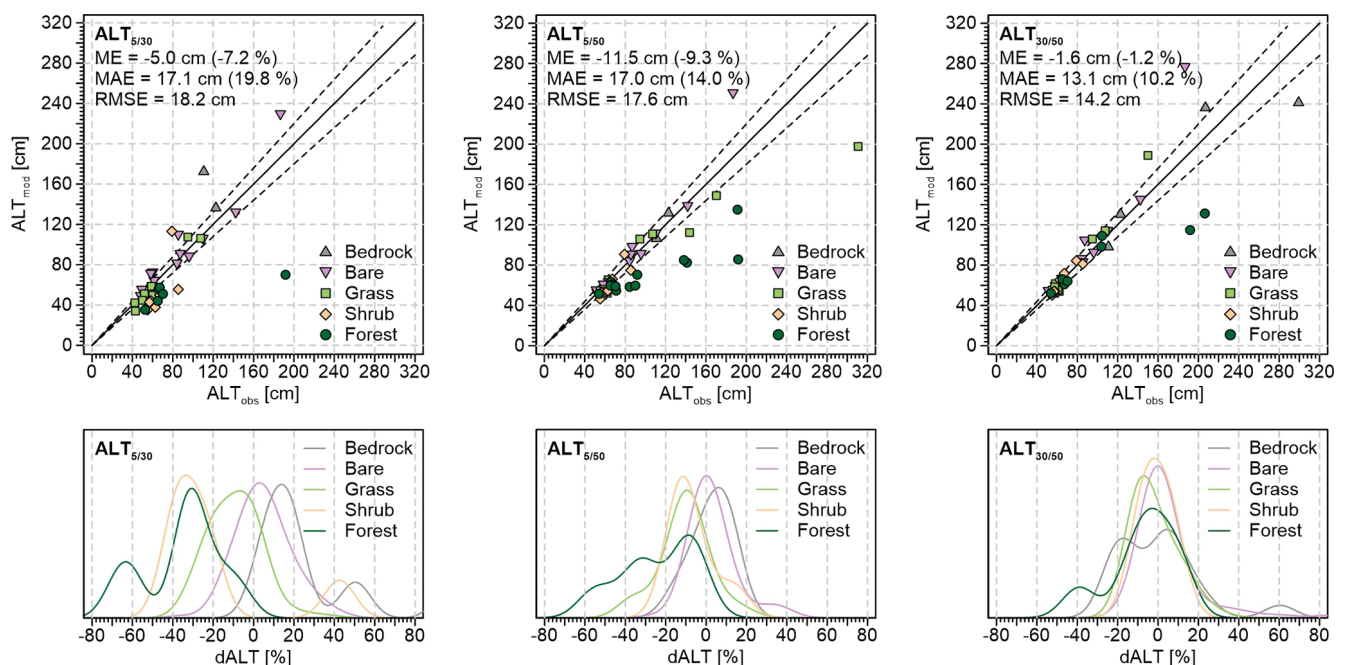 ALT5/30
ME = -5.0 cm (-7.2 %)
MAE = 17.1 cm (19.8 %)
RMSE = 18.2 cm
320
280
240
200
160
120
80
40
0
ALTmod [cm]
Bedrock
Bare
Grass
Shrub
Forest
0 40 80 120 160 200 240 280 320
ALTobs [cm]
ALT5/50
ME = -11.5 cm (-9.3 %)
MAE = 17.0 cm (14.0 %)
RMSE = 17.6 cm
320
280
240
200
160
120
80
40
0
ALTmod [cm]
Bedrock
Bare
Grass
Shrub
Forest
0 40 80 120 160 200 240 280 320
ALTobs [cm]
ALT30/50
ME = -1.6 cm (-1.2 %)
MAE = 13.1 cm (10.2 %)
RMSE = 14.2 cm
320
280
240
200
160
120
80
40
0
ALTmod [cm]
Bedrock
Bare
Grass
Shrub
Forest
0 40 80 120 160 200 240 280 320
ALTobs [cm]
ALT5/30
Bedrock
Bare
Grass
Shrub
Forest
-80 -60 -40 -20 0 20 40 60 80
dALT [%]
ALT5/50
Bedrock
Bare
Grass
Shrub
Forest
-80 -60 -40 -20 0 20 40 60 80
dALT [%]
ALT30/50
Bedrock
Bare
Grass
Shrub
Forest
-80 -60 -40 -20 0 20 40 60 80
dALT [%]